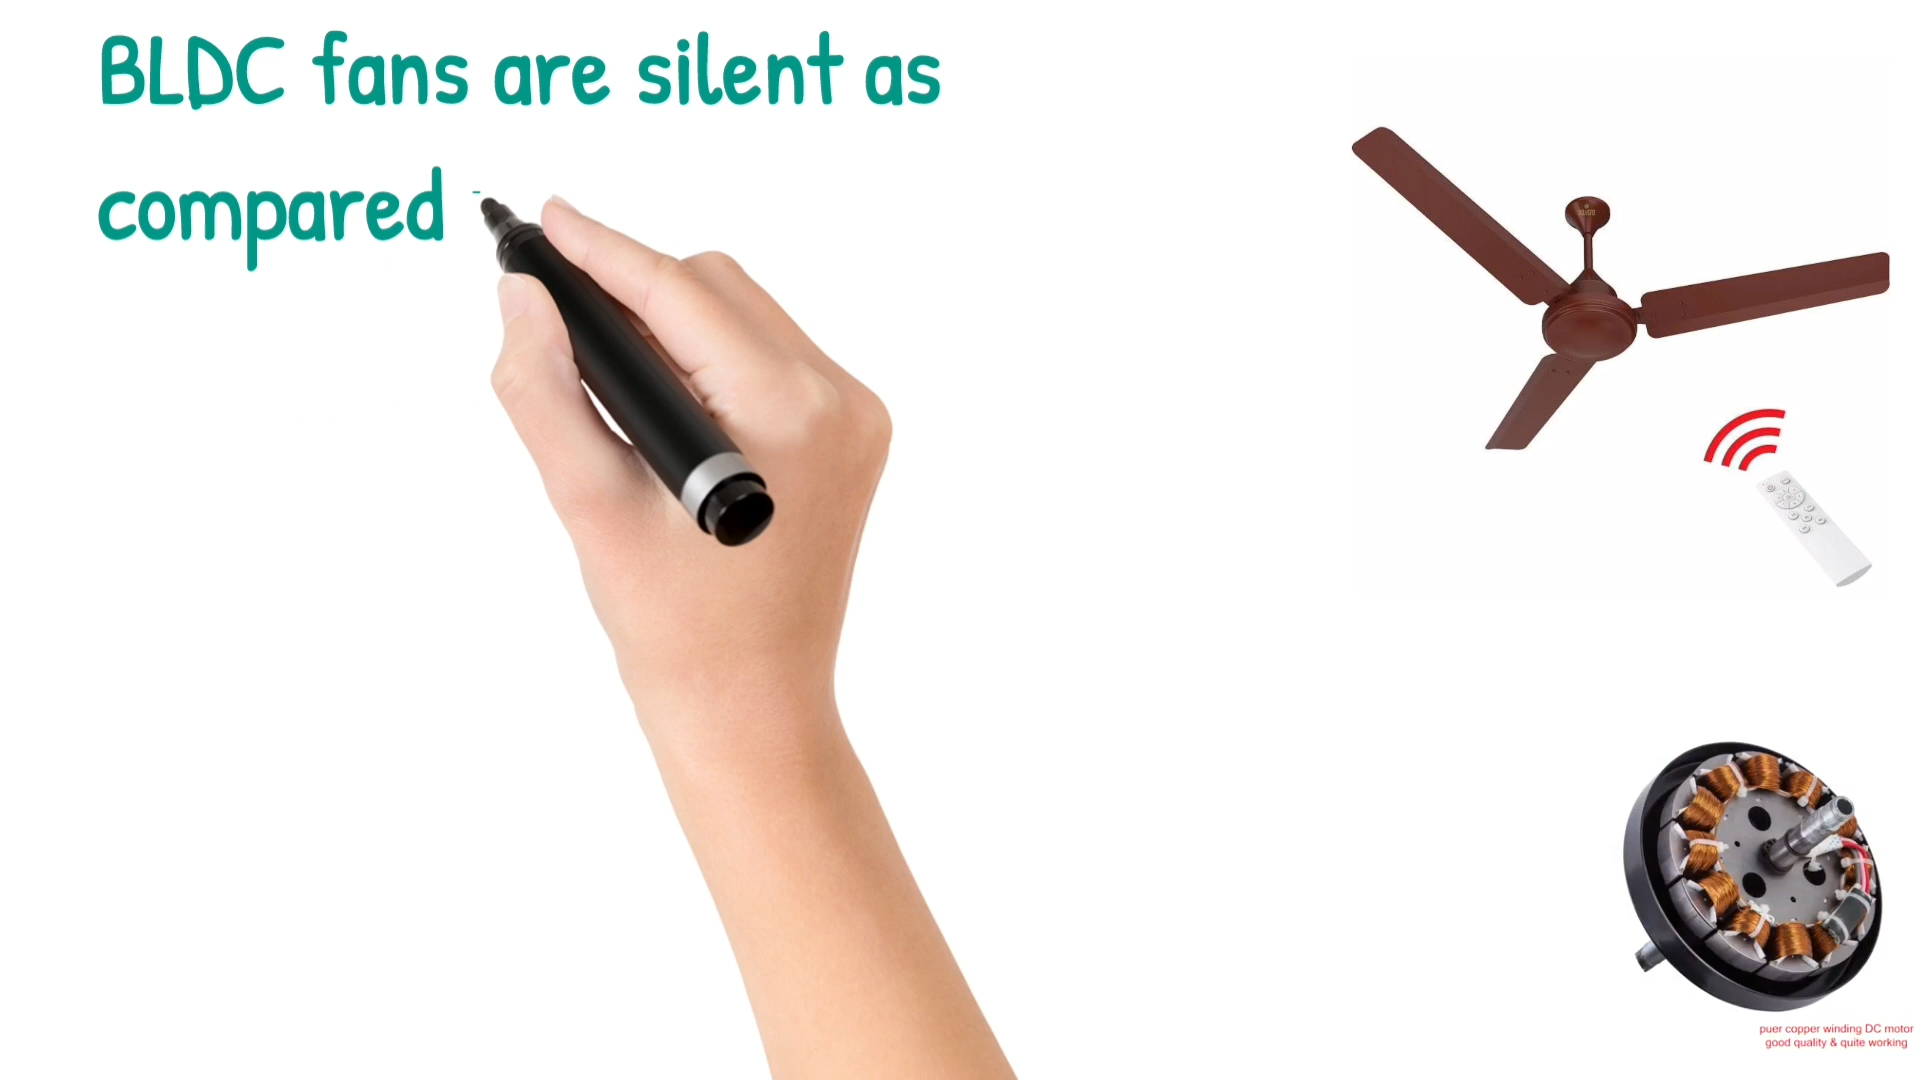 BLDC fans are silent as
compared
puer copper winding DC motor
good quality & quite working